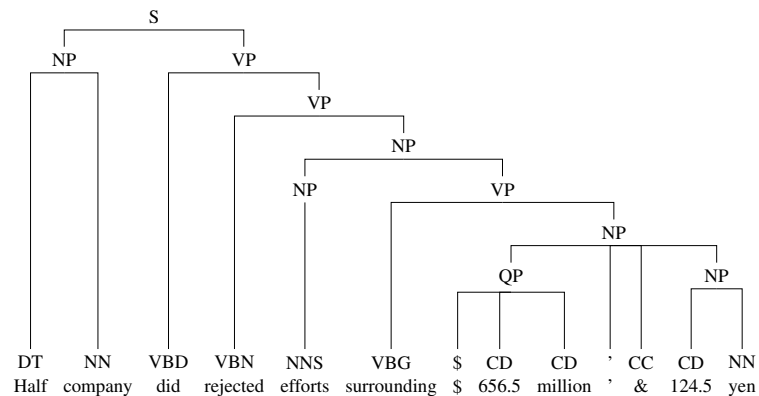 S
NP VP
VP
NP
NP VP
NP
QP NP
DT NN VBD VBN NNS VBG $ CD CD ’ CC CD NN
Half company did rejected efforts surrounding $ 656.5 million ’ & 124.5 yen